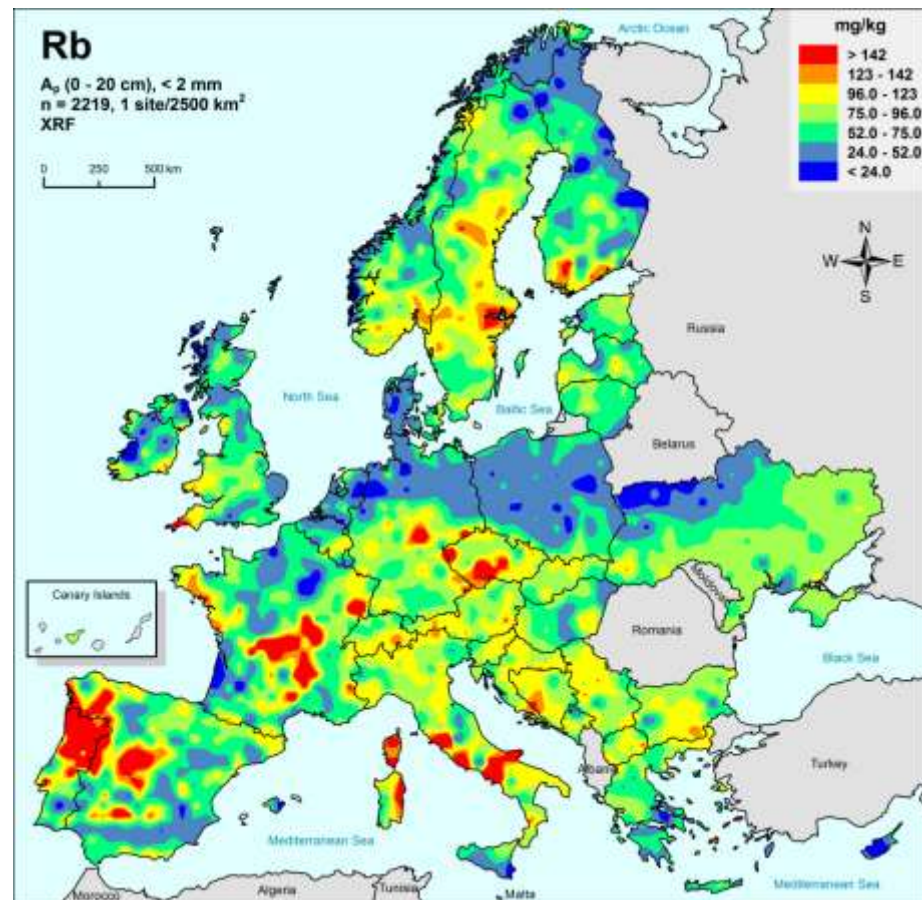 Rb
Aₚ (0 - 20 cm), < 2 mm
n = 2219, 1 site/2500 km²
XRF
0 250 500 km
mg/kg
> 142
123 - 142
96.0 - 123
75.0 - 96.0
52.0 - 75.0
24.0 - 52.0
< 24.0
Arctic Ocean
N
W E
S
Russia
North Sea
Baltic Sea
Belarus
Canary Islands
Moldova
Romania
Black Sea
Albania
Turkey
Mediterranean Sea
Morocco
Algeria
Tunisia
Malta
Mediterranean Sea